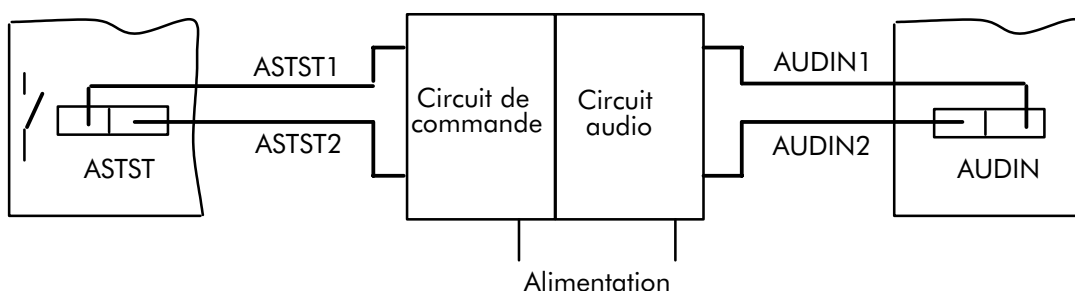 ASTST1
ASTST2
ASTST
Circuit de
commande
Circuit
audio
AUDIN1
AUDIN2
AUDIN
Alimentation